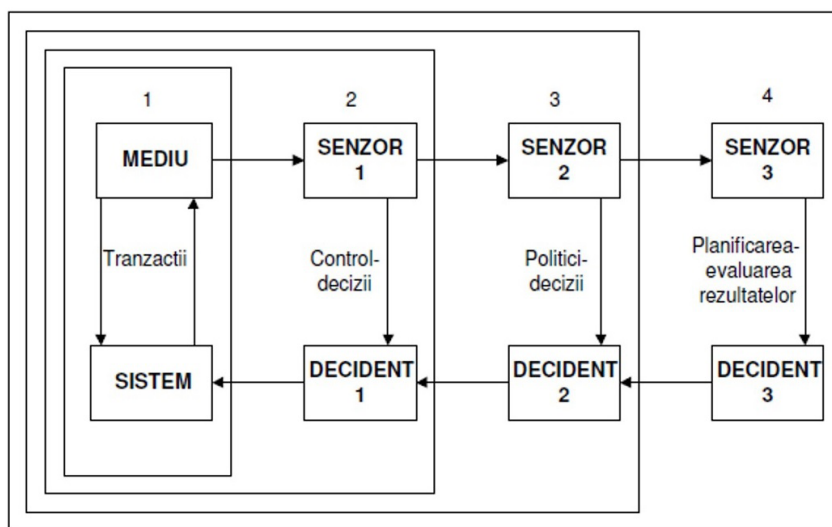 1
2
3
4
MEDIU
SENZOR
1
SENZOR
2
SENZOR
3
Tranzactii
Control-
decizii
Politici-
decizii
Planificarea-
evaluarea
rezultatelor
SISTEM
DECIDENT
1
DECIDENT
2
DECIDENT
3